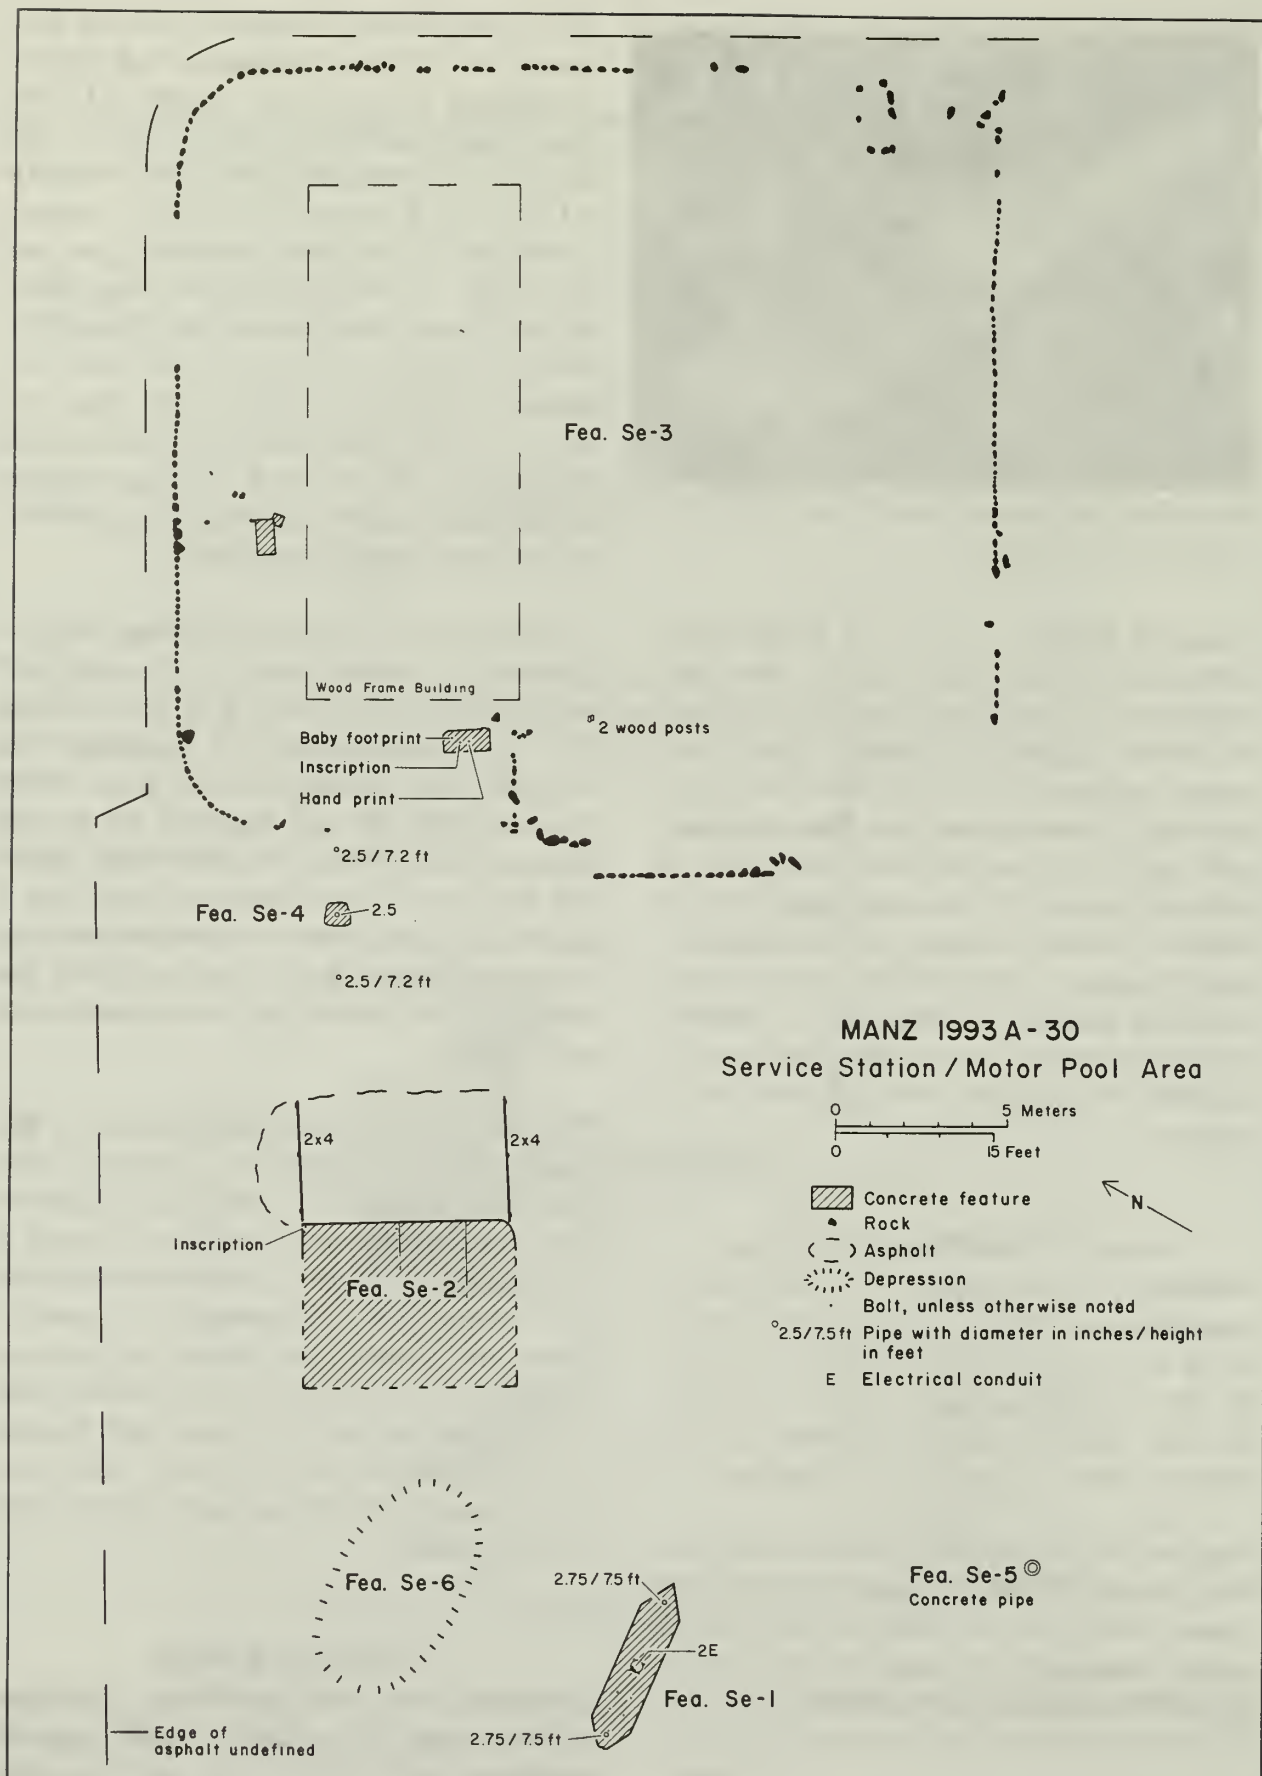 Fea. Se-3
Wood Frame Building
2 wood posts
Baby footprint
Inscription
Hand print
2.5/7.2 ft
Fea. Se-4
2.5
2.5/7.2 ft
MANZ 1993 A-30
Service Station / Motor Pool Area
0 5 Meters
0 15 Feet
N
Concrete feature
Rock
Asphalt
Depression
Bolt, unless otherwise noted
2.5/7.5ft Pipe with diameter in inches/height
in feet
E Electrical conduit
2x4
2x4
Inscription
Fea. Se-2
Fea. Se-6
2.75/7.5 ft
2E
Fea. Se-1
2.75/7.5 ft
Fea. Se-5
Concrete pipe
Edge of
asphalt undefined